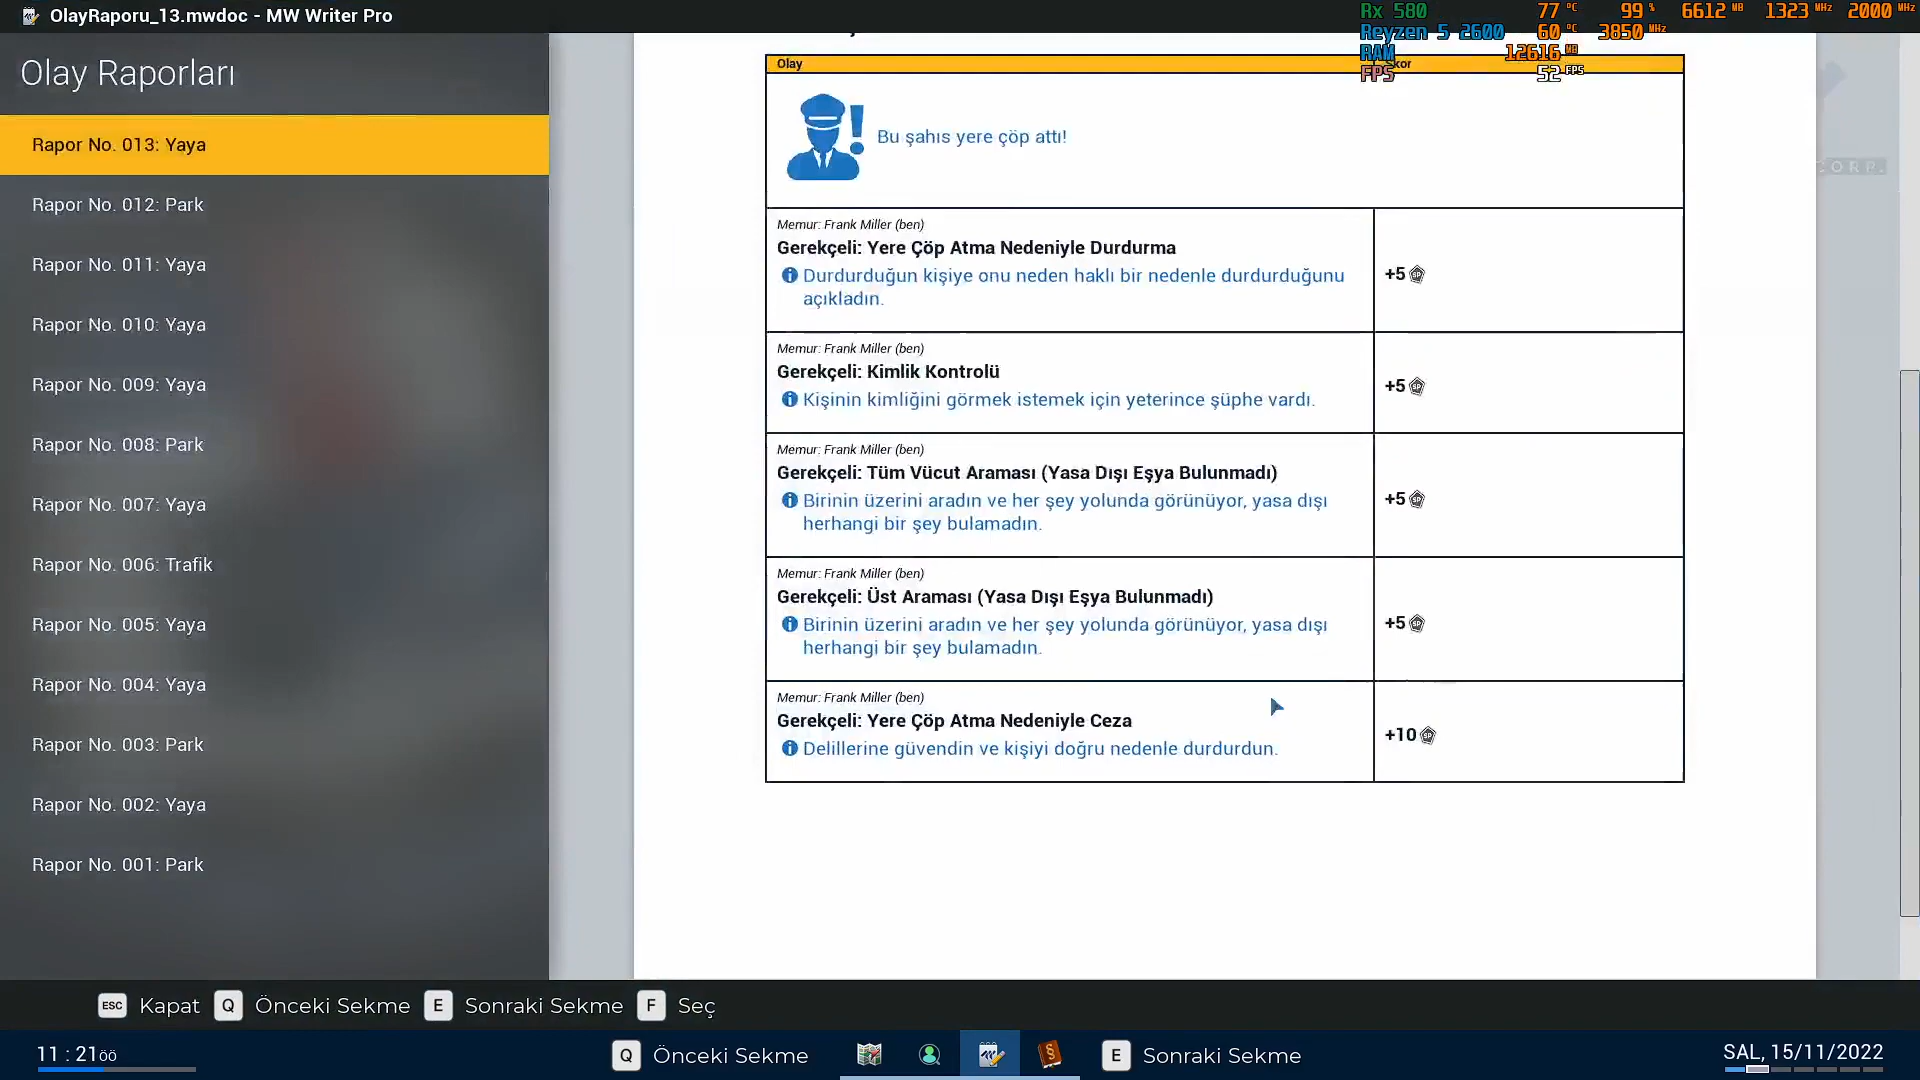 OlayRaporu_13.mwdoc - MW Writer Pro
Rx 580 77 °C 99 % 6612 MB 1323 MHz 2000 MHz
Reyzen 5 2600 60 °C 3850 MHz
RAM 12616 MB
FPS 52 FPS
Olay Raporları
Rapor No. 013: Yaya
Rapor No. 012: Park
Rapor No. 011: Yaya
Rapor No. 010: Yaya
Rapor No. 009: Yaya
Rapor No. 008: Park
Rapor No. 007: Yaya
Rapor No. 006: Trafik
Rapor No. 005: Yaya
Rapor No. 004: Yaya
Rapor No. 003: Park
Rapor No. 002: Yaya
Rapor No. 001: Park
Olay
Bu şahıs yere çöp attı!
Memur: Frank Miller (ben)
Gerekçeli: Yere Çöp Atma Nedeniyle Durdurma
Durdurduğun kişiye onu neden haklı bir nedenle durdurduğunu
açıkladın.
+5
Memur: Frank Miller (ben)
Gerekçeli: Kimlik Kontrolü
Kişinin kimliğini görmek istemek için yeterince şüphe vardı.
+5
Memur: Frank Miller (ben)
Gerekçeli: Tüm Vücut Araması (Yasa Dışı Eşya Bulunmadı)
Birinin üzerini aradın ve her şey yolunda görünüyor, yasa dışı
herhangi bir şey bulamadın.
+5
Memur: Frank Miller (ben)
Gerekçeli: Üst Araması (Yasa Dışı Eşya Bulunmadı)
Birinin üzerini aradın ve her şey yolunda görünüyor, yasa dışı
herhangi bir şey bulamadın.
+5
Memur: Frank Miller (ben)
Gerekçeli: Yere Çöp Atma Nedeniyle Ceza
Delillerine güvendin ve kişiyi doğru nedenle durdurdun.
+10
CORP.
ESC Kapat Q Önceki Sekme E Sonraki Sekme F Seç
11 : 21öö
Q Önceki Sekme E Sonraki Sekme
SAL, 15/11/2022